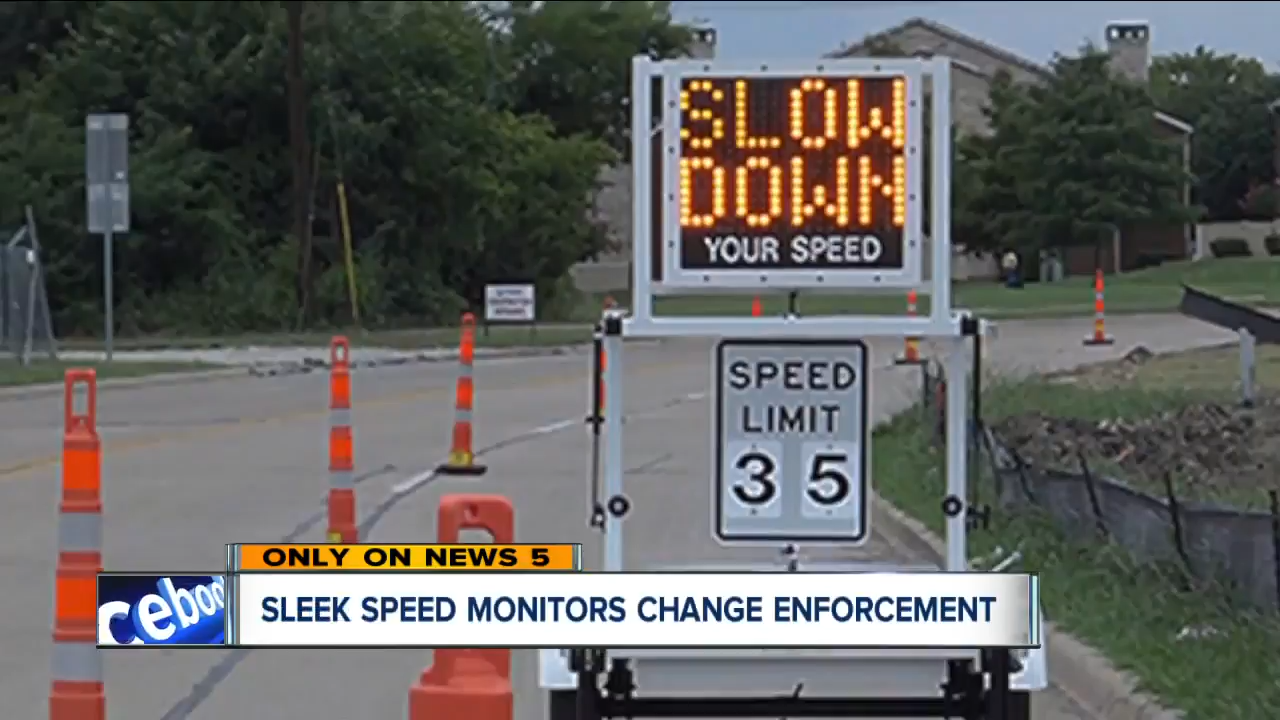 SLOW
DOWN
YOUR SPEED
SPEED
LIMIT
35
ONLY ON NEWS 5
SLEEK SPEED MONITORS CHANGE ENFORCEMENT